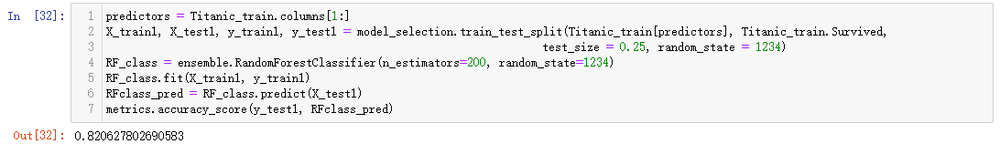 In [32]:
1 predictors = Titanic_train.columns[1:]
2 X_train1, X_test1, y_train1, y_test1 = model_selection.train_test_split(Titanic_train[predictors], Titanic_train.Survived,
3 test_size = 0.25, random_state = 1234)
4 RF_class = ensemble.RandomForestClassifier(n_estimators=200, random_state=1234)
5 RF_class.fit(X_train1, y_train1)
6 RFclass_pred = RF_class.predict(X_test1)
7 metrics.accuracy_score(y_test1, RFclass_pred)
Out[32]: 0.820627802690583